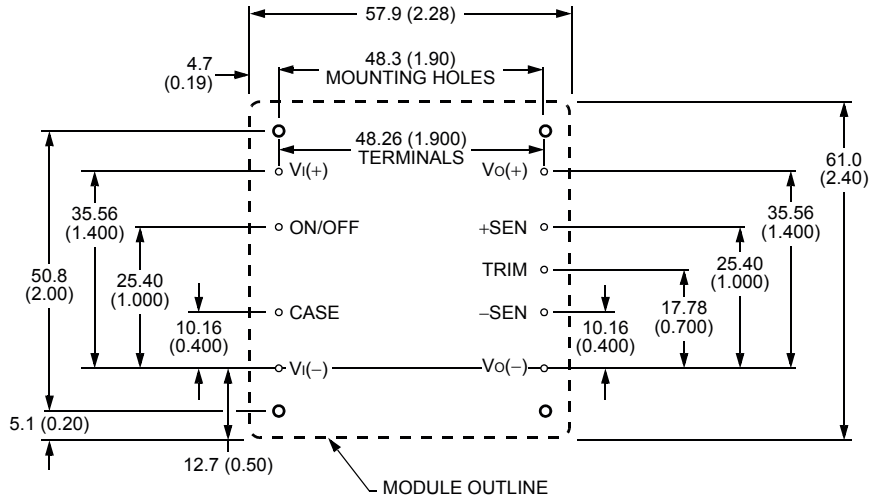 57.9 (2.28)
4.7
(0.19)
48.3 (1.90)
MOUNTING HOLES
48.26 (1.900)
TERMINALS
VI(+)
VO(+)
61.0
(2.40)
35.56
(1.400)
35.56
(1.400)
ON/OFF
+SEN
50.8
(2.00)
25.40
(1.000)
25.40
(1.000)
TRIM
17.78
(0.700)
CASE
–SEN
10.16
(0.400)
10.16
(0.400)
VI(–)
VO(–)
5.1 (0.20)
12.7 (0.50)
MODULE OUTLINE